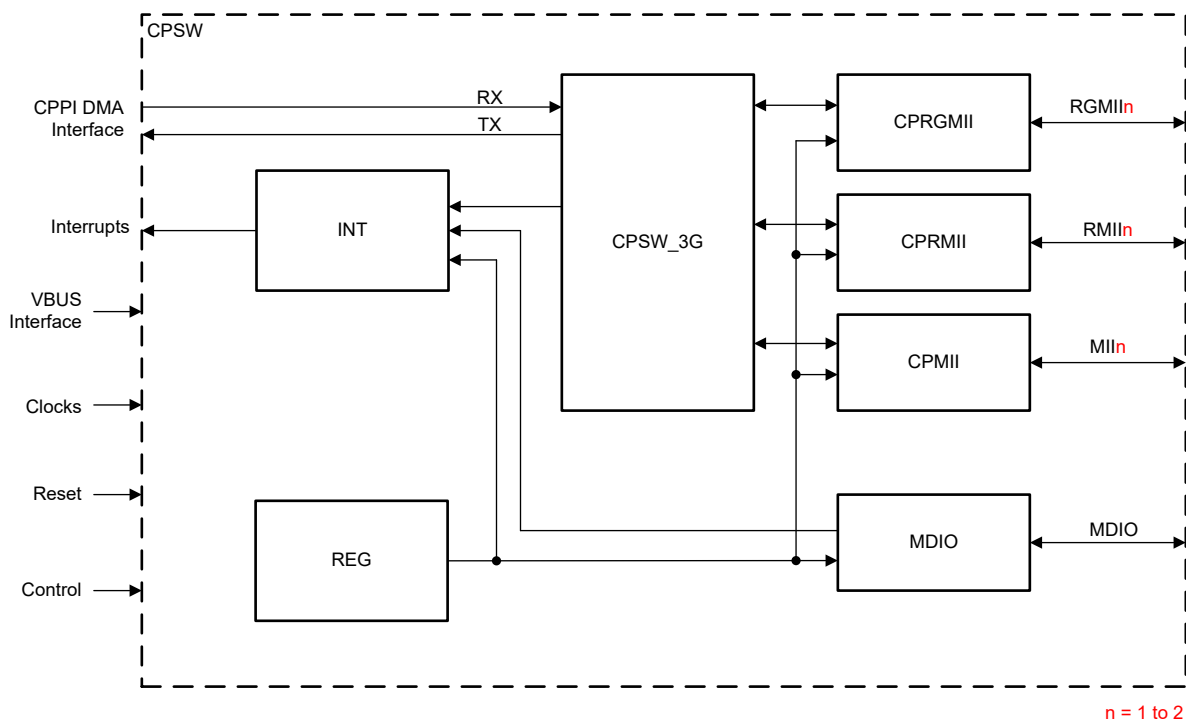 CPSW
CPPI DMA
Interface
RX
TX
Interrupts
VBUS
Interface
Clocks
Reset
Control
INT
REG
CPSW_3G
CPRGMII
CPRMII
CPMII
MDIO
RGMIIn
RMIIn
MIIn
MDIO
n = 1 to 2